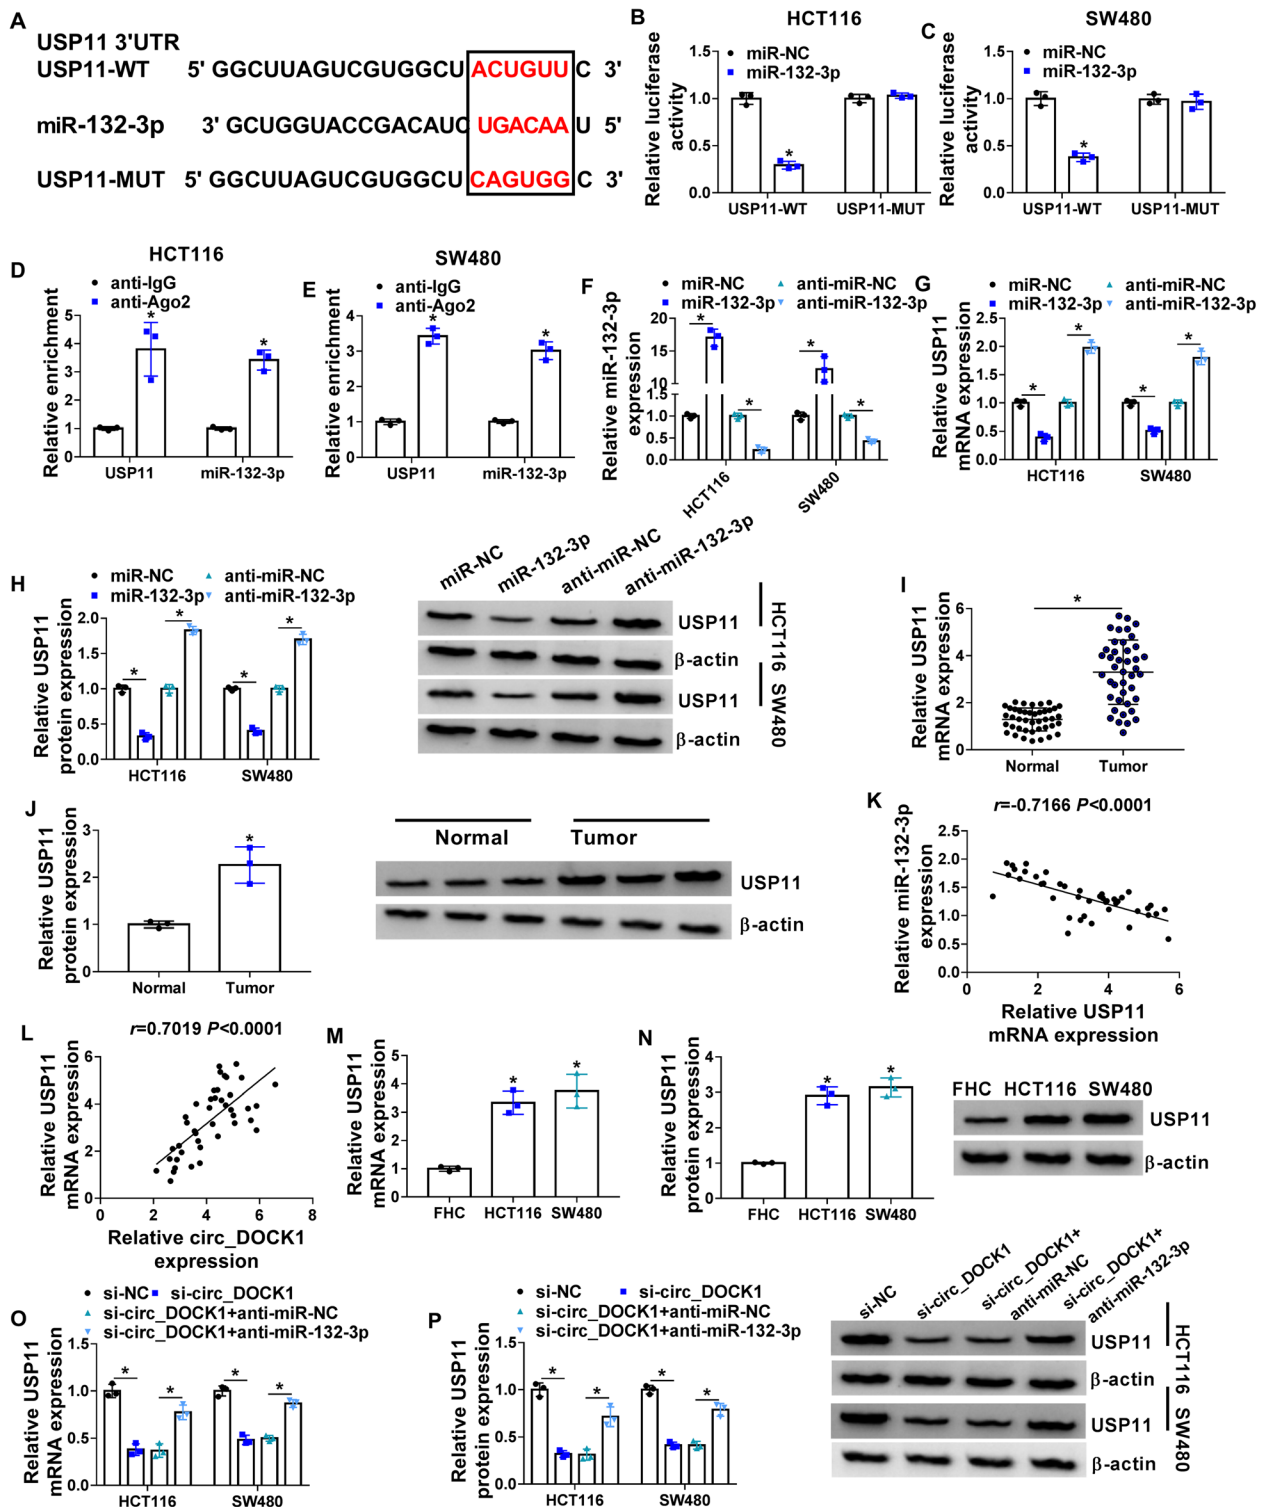 A
USP11 3'UTR
USP11-WT 5' GGCUUAGUCGUGGCU ACUGUU C 3'
miR-132-3p 3' GCUGGUACCGACAUC UGACAA U 5'
USP11-MUT 5' GGCUUAGUCGUGGCU CAGUGG C 3'
B
HCT116
miR-NC
miR-132-3p
Relative luciferase
activity
1.5
1.0
0.5
0.0
*
USP11-WT USP11-MUT
C
SW480
miR-NC
miR-132-3p
Relative luciferase
activity
1.5
1.0
0.5
0.0
*
USP11-WT USP11-MUT
D
HCT116
anti-IgG
anti-Ago2
Relative enrichment
5
4
3
2
1
0
* *
USP11 miR-132-3p
E
SW480
anti-IgG
anti-Ago2
Relative enrichment
4
3
2
1
0
* *
USP11 miR-132-3p
F
miR-NC anti-miR-NC
miR-132-3p anti-miR-132-3p
Relative miR-132-3p
expression
20
15
10
1.5
1.0
0.5
0.0
* * * *
HCT116 SW480
G
miR-NC anti-miR-NC
miR-132-3p anti-miR-132-3p
Relative USP11
mRNA expression
2.5
2.0
1.5
1.0
0.5
0.0
* * * *
HCT116 SW480
H
miR-NC anti-miR-NC
miR-132-3p anti-miR-132-3p
Relative USP11
protein expression
2.0
1.5
1.0
0.5
0.0
* * * *
HCT116 SW480
miR-NC miR-132-3p anti-miR-NC anti-miR-132-3p
USP11
β-actin
USP11
β-actin
HCT116 SW480
I
Relative USP11
mRNA expression
6
4
2
0
*
Normal Tumor
J
Relative USP11
protein expression
3
2
1
0
*
Normal Tumor
Normal Tumor
USP11
β-actin
K
r=-0.7166 P<0.0001
Relative miR-132-3p
expression
2.5
2.0
1.5
1.0
0.5
0.0
0 2 4 6
Relative USP11
mRNA expression
L
r=0.7019 P<0.0001
Relative USP11
mRNA expression
6
4
2
0
0 2 4 6 8
Relative circ_DOCK1
expression
M
Relative USP11
mRNA expression
5
4
3
2
1
0
* *
FHC HCT116 SW480
N
Relative USP11
protein expression
4
3
2
1
0
* *
FHC HCT116 SW480
FHC HCT116 SW480
USP11
β-actin
O
si-NC si-circ_DOCK1
si-circ_DOCK1+anti-miR-NC
si-circ_DOCK1+anti-miR-132-3p
Relative USP11
mRNA expression
1.5
1.0
0.5
0.0
* * * *
HCT116 SW480
P
si-NC si-circ_DOCK1
si-circ_DOCK1+anti-miR-NC
si-circ_DOCK1+anti-miR-132-3p
Relative USP11
protein expression
1.5
1.0
0.5
0.0
* * * *
HCT116 SW480
si-NC
si-circ_DOCK1
si-circ_DOCK1+
anti-miR-NC
si-circ_DOCK1+
anti-miR-132-3p
USP11
β-actin
USP11
β-actin
HCT116 SW480